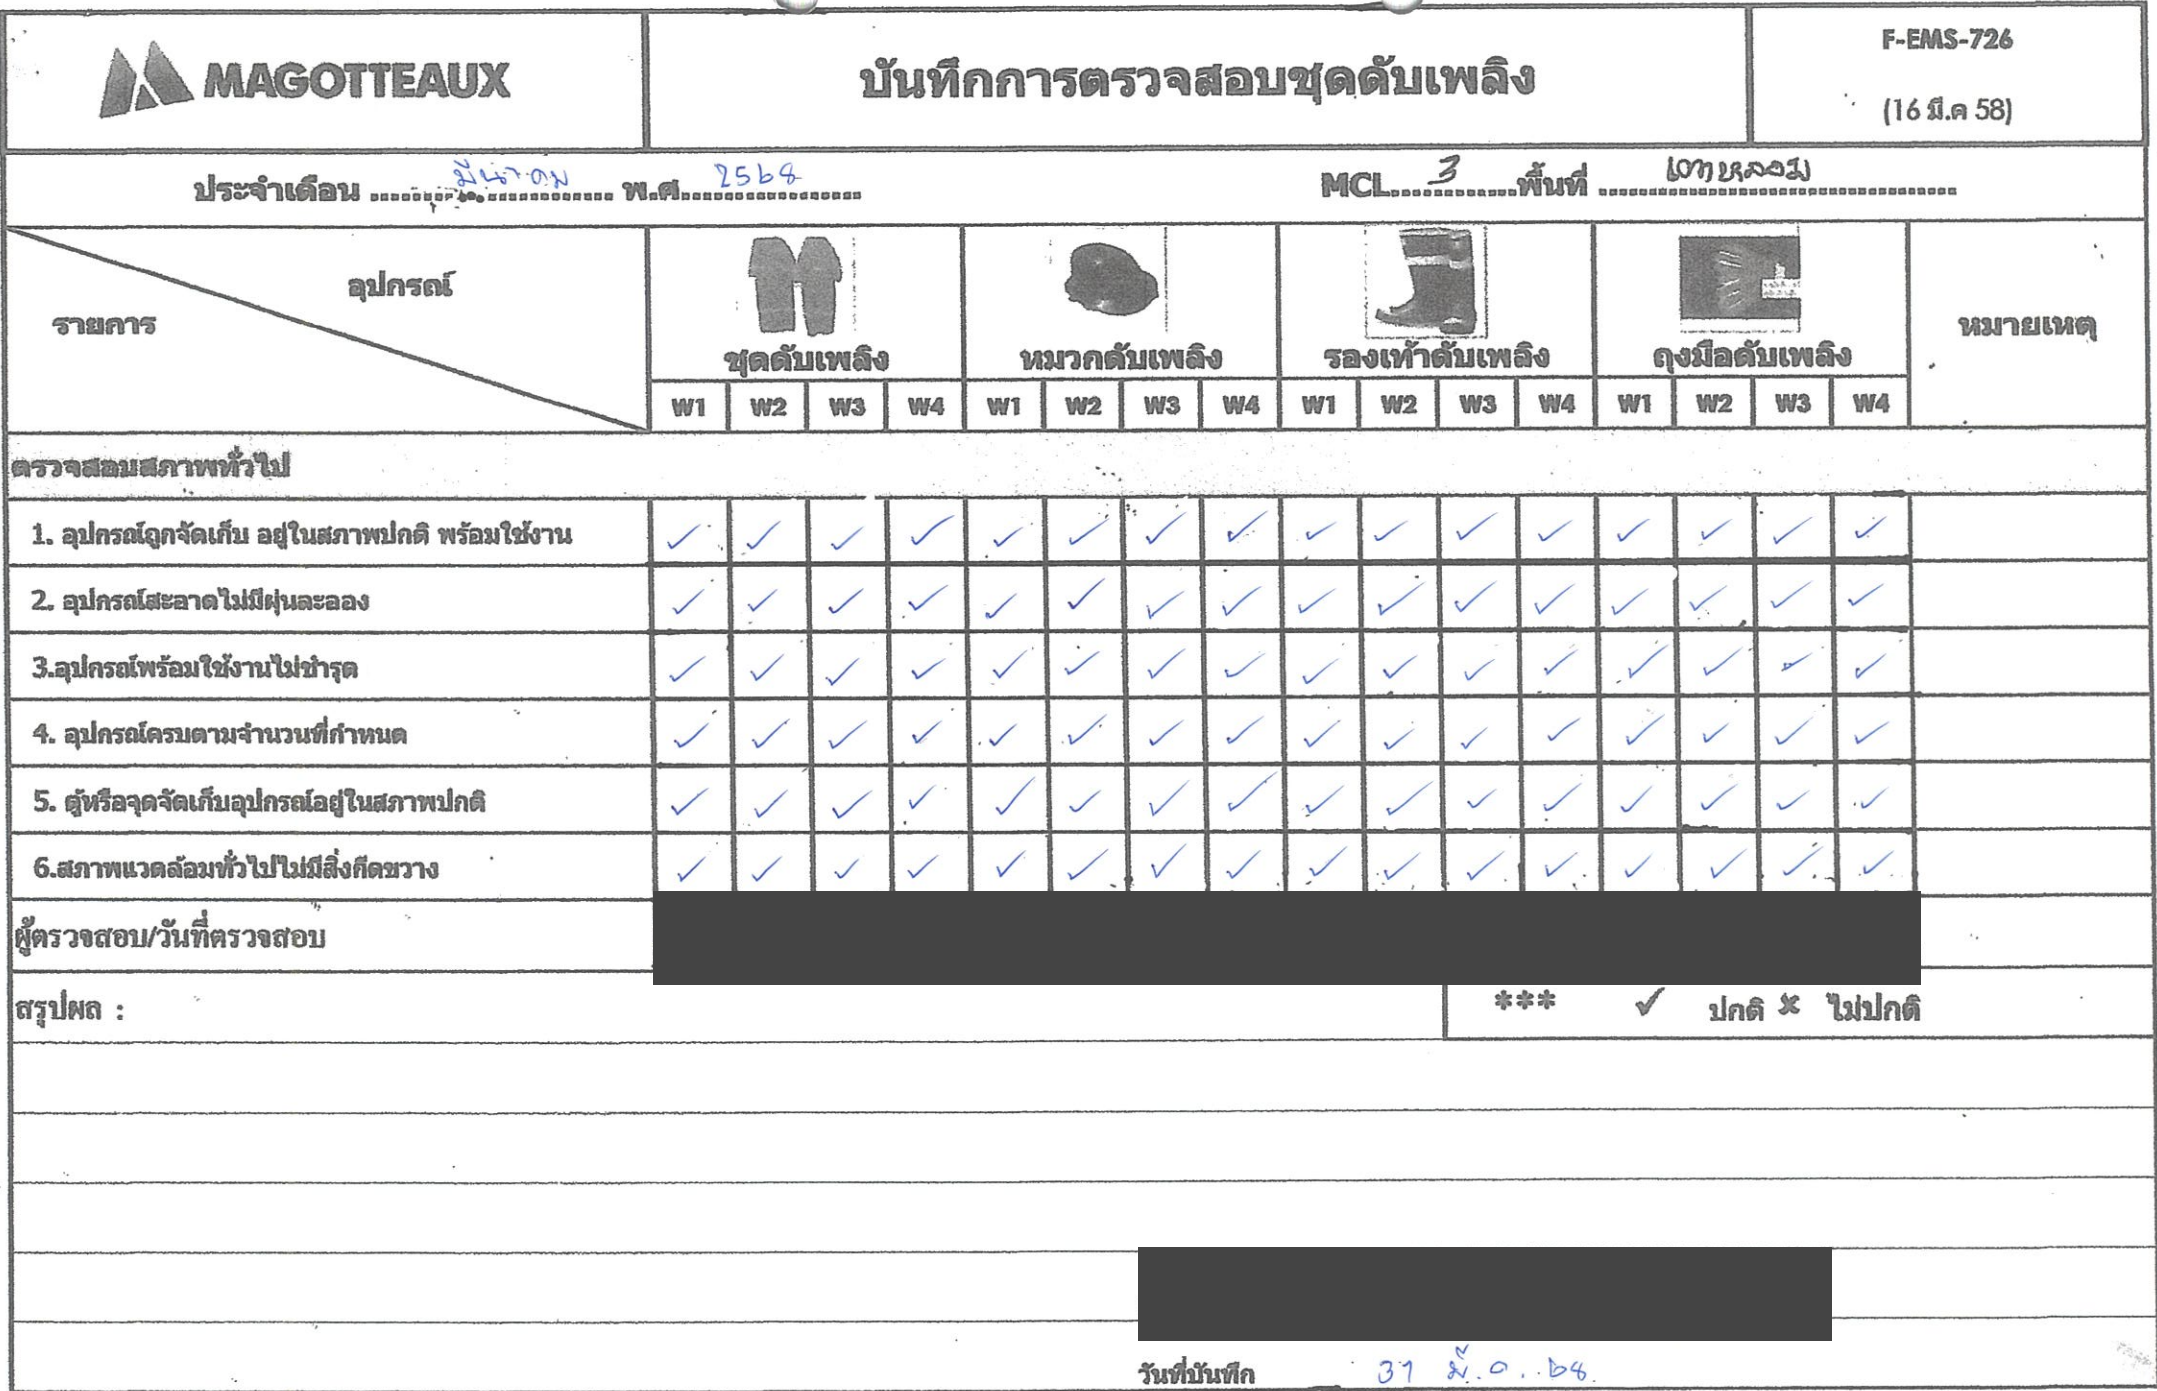 MAGOTTEAUX
บันทึกการตรวจสอบชุดดับเพลิง
F-EMS-726
(16 มี.ค 58)
ประจำเดือน ........มีนาคม........ พ.ศ....2568....... MCL....3....พื้นที่ .......เตาหลอม.......
อุปกรณ์
รายการ
ชุดดับเพลิง หมวกดับเพลิง รองเท้าดับเพลิง ถุงมือดับเพลิง หมายเหตุ
W1 W2 W3 W4 W1 W2 W3 W4 W1 W2 W3 W4 W1 W2 W3 W4
ตรวจสอบสภาพทั่วไป
1. อุปกรณ์ถูกจัดเก็บ อยู่ในสภาพปกติ พร้อมใช้งาน ✓ ✓ ✓ ✓ ✓ ✓ ✓ ✓ ✓ ✓ ✓ ✓ ✓ ✓ ✓ ✓
2. อุปกรณ์สะอาดไม่มีฝุ่นละออง ✓ ✓ ✓ ✓ ✓ ✓ ✓ ✓ ✓ ✓ ✓ ✓ ✓ ✓ ✓ ✓
3.อุปกรณ์พร้อมใช้งานไม่ชำรุด ✓ ✓ ✓ ✓ ✓ ✓ ✓ ✓ ✓ ✓ ✓ ✓ ✓ ✓ ✓ ✓
4. อุปกรณ์ครบตามจำนวนที่กำหนด ✓ ✓ ✓ ✓ ✓ ✓ ✓ ✓ ✓ ✓ ✓ ✓ ✓ ✓ ✓ ✓
5. ตู้หรือจุดจัดเก็บอุปกรณ์อยู่ในสภาพปกติ ✓ ✓ ✓ ✓ ✓ ✓ ✓ ✓ ✓ ✓ ✓ ✓ ✓ ✓ ✓ ✓
6.สภาพแวดล้อมทั่วไปไม่มีสิ่งกีดขวาง ✓ ✓ ✓ ✓ ✓ ✓ ✓ ✓ ✓ ✓ ✓ ✓ ✓ ✓ ✓ ✓
ผู้ตรวจสอบ/วันที่ตรวจสอบ
สรุปผล : *** ✓ ปกติ ✗ ไม่ปกติ
วันที่บันทึก 31 มี.ค. 68